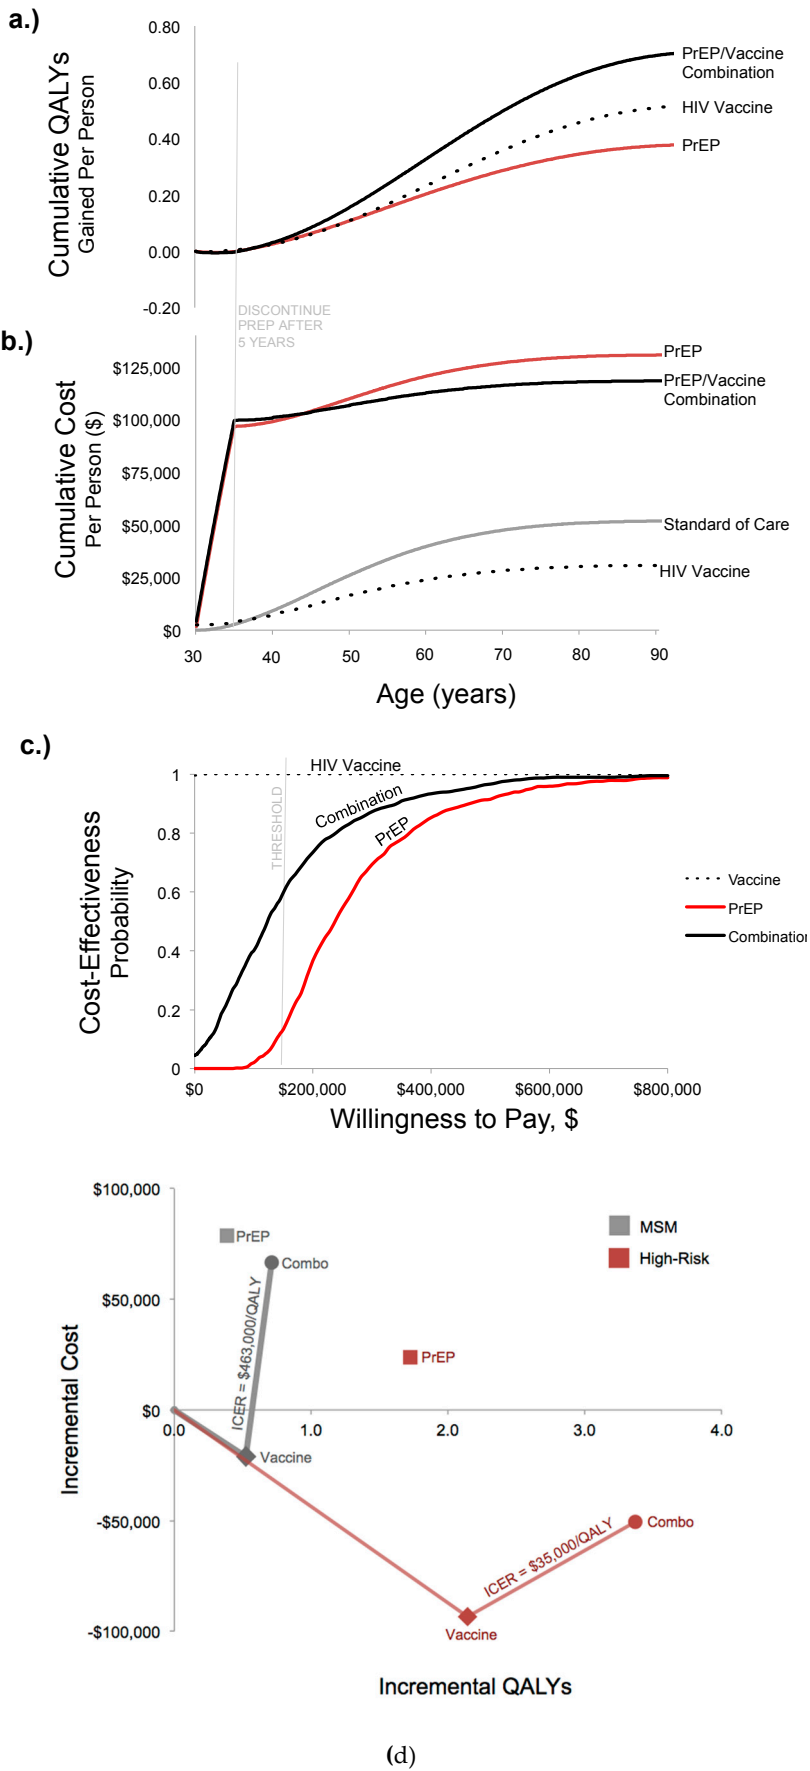 a.)
Cumulative QALYs
Gained Per Person
0.80
0.60
0.40
0.20
0.00
-0.20
PrEP/Vaccine
Combination
HIV Vaccine
PrEP
DISCONTINUE
PREP AFTER
5 YEARS
b.)
Cumulative Cost
Per Person ($)
$125,000
$100,000
$75,000
$50,000
$25,000
$0
PrEP
PrEP/Vaccine
Combination
Standard of Care
HIV Vaccine
30 40 50 60 70 80 90
Age (years)
c.)
Cost-Effectiveness
Probability
1
0.8
0.6
0.4
0.2
0
HIV Vaccine
THRESHOLD
Combination
PrEP
Vaccine
PrEP
Combination
$0 $200,000 $400,000 $600,000 $800,000
Willingness to Pay, $
Incremental Cost
$100,000
$50,000
$0
-$50,000
-$100,000
MSM
High-Risk
PrEP
Combo
ICER = $463,000/QALY
PrEP
0.0 1.0 2.0 3.0 4.0
Vaccine
Combo
ICER = $35,000/QALY
Vaccine
Incremental QALYs
(d)